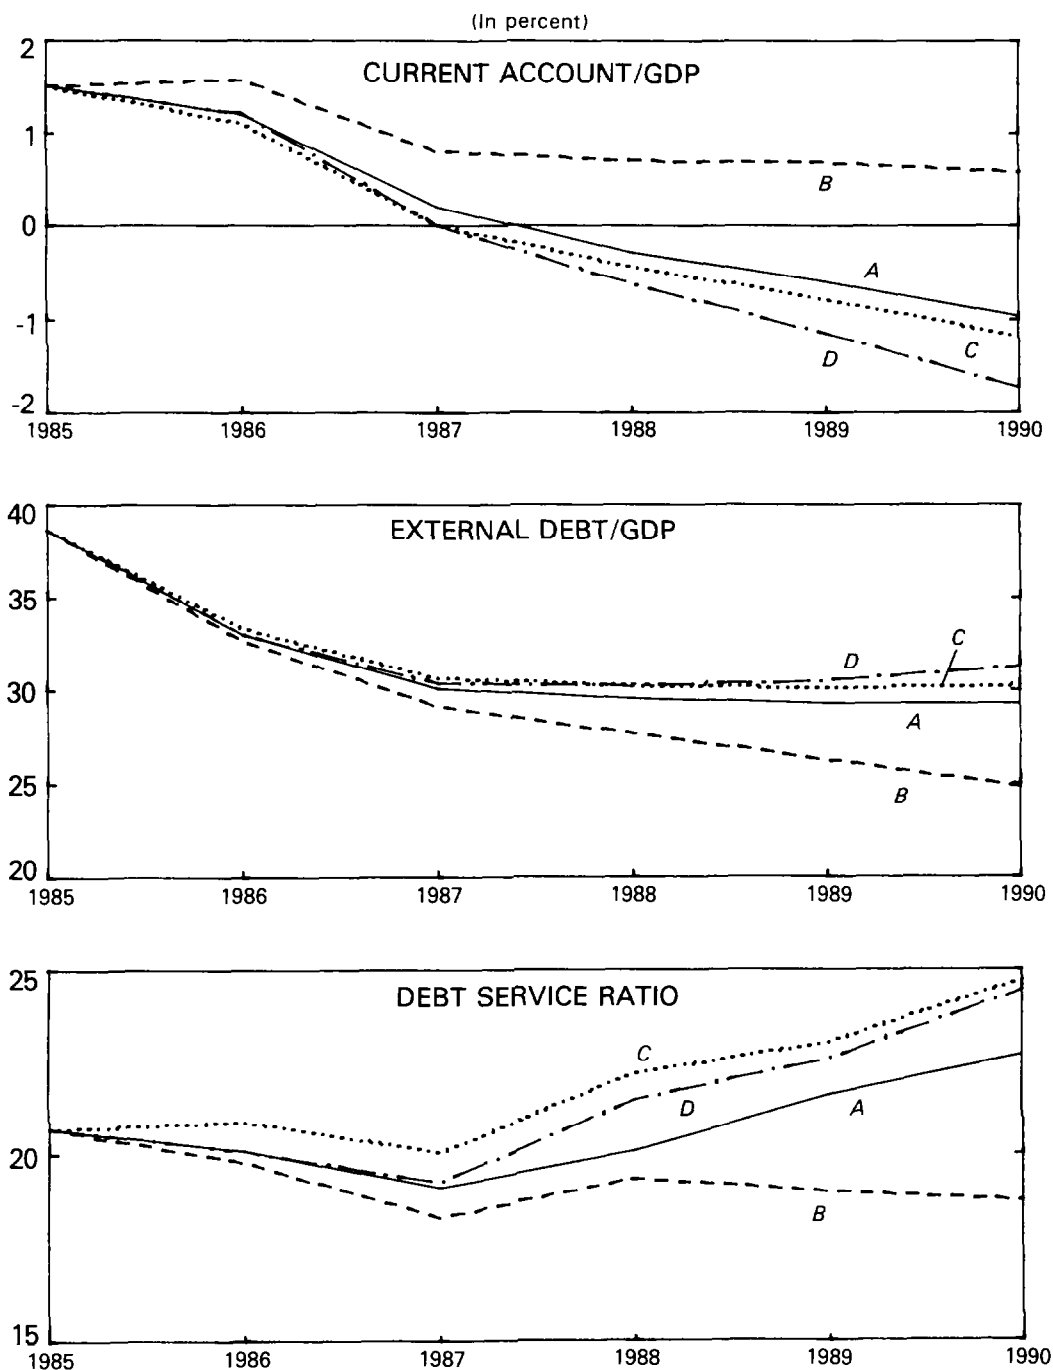 (In percent)
CURRENT ACCOUNT/GDP
2
1
0
-1
-2
B
A
C
D
1985 1986 1987 1988 1989 1990
EXTERNAL DEBT/GDP
40
35
30
25
20
C
D
A
B
1985 1986 1987 1988 1989 1990
DEBT SERVICE RATIO
25
20
15
C
D
A
B
1985 1986 1987 1988 1989 1990